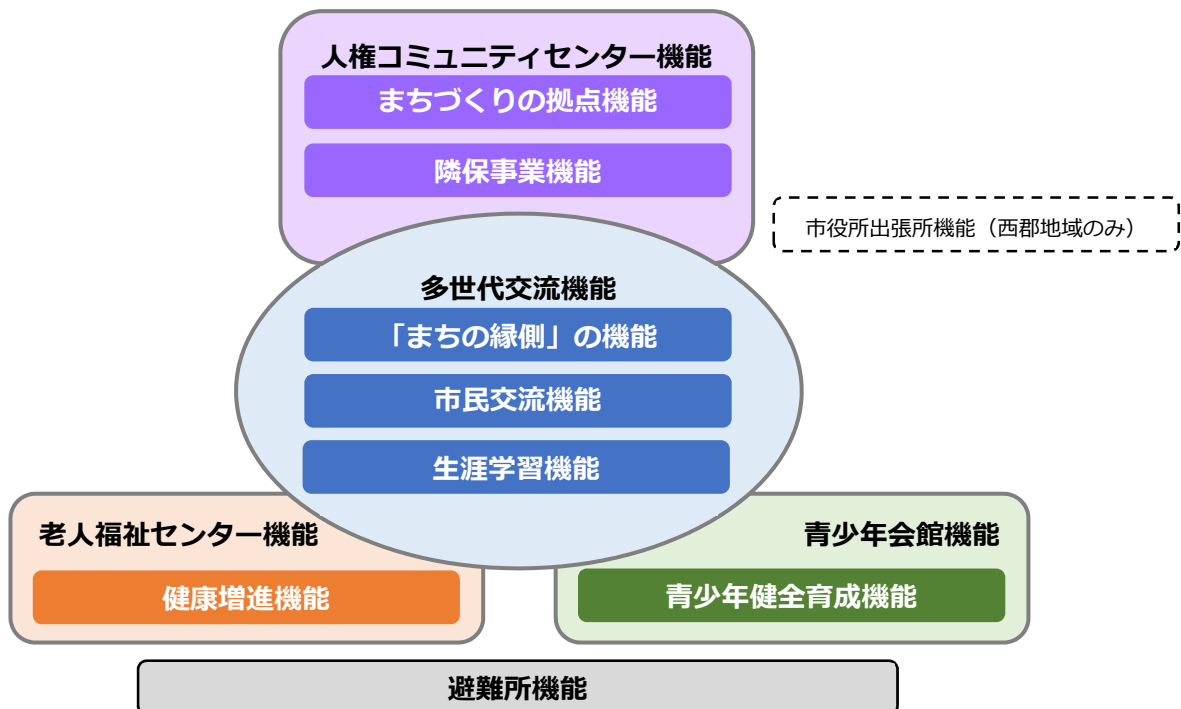 人権コミュニティセンター機能
まちづくりの拠点機能
隣保事業機能
市役所出張所機能（西郡地域のみ）
多世代交流機能
「まちの縁側」の機能
市民交流機能
生涯学習機能
老人福祉センター機能
健康増進機能
青少年会館機能
青少年健全育成機能
避難所機能